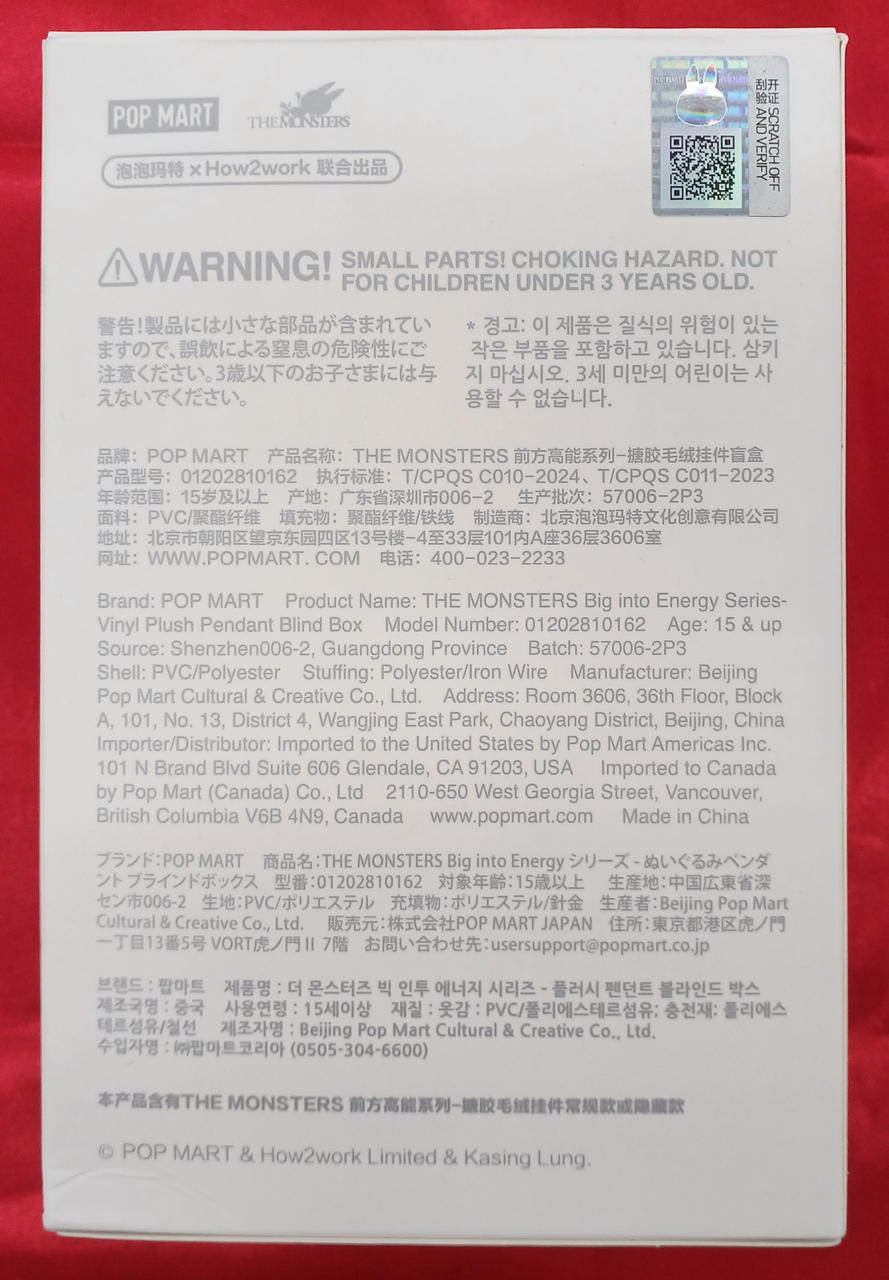 POP MART
THE MONSTERS
泡泡玛特 × How2work 联合出品
开证 SCRATCH OFF
刮验 AND VERIFY
WARNING! SMALL PARTS! CHOKING HAZARD. NOT
FOR CHILDREN UNDER 3 YEARS OLD.
警告!製品には小さな部品が含まれてい
ますので、誤飲による窒息の危険性にご
注意ください。3歳以下のお子さまには与
えないでください。
* 경고: 이 제품은 질식의 위험이 있는
작은 부품을 포함하고 있습니다. 삼키
지 마십시오. 3세 미만의 어린이는 사
용할 수 없습니다.
品牌：POP MART 产品名称：THE MONSTERS 前方高能系列-搪胶毛绒挂件盲盒
产品型号：01202810162 执行标准：T/CPQS C010-2024、T/CPQS C011-2023
年龄范围：15岁及以上 产地：广东省深圳市006-2 生产批次：57006-2P3
面料：PVC/聚酯纤维 填充物：聚酯纤维/铁线 制造商：北京泡泡玛特文化创意有限公司
地址：北京市朝阳区望京东园四区13号楼-4至33层101内A座36层3606室
网址：WWW.POPMART. COM 电话：400-023-2233
Brand: POP MART Product Name: THE MONSTERS Big into Energy Series-
Vinyl Plush Pendant Blind Box Model Number: 01202810162 Age: 15 & up
Source: Shenzhen006-2, Guangdong Province Batch: 57006-2P3
Shell: PVC/Polyester Stuffing: Polyester/Iron Wire Manufacturer: Beijing
Pop Mart Cultural & Creative Co., Ltd. Address: Room 3606, 36th Floor, Block
A, 101, No. 13, District 4, Wangjing East Park, Chaoyang District, Beijing, China
Importer/Distributor: Imported to the United States by Pop Mart Americas Inc.
101 N Brand Blvd Suite 606 Glendale, CA 91203, USA Imported to Canada
by Pop Mart (Canada) Co., Ltd 2110-650 West Georgia Street, Vancouver,
British Columbia V6B 4N9, Canada www.popmart.com Made in China
ブランド:POP MART 商品名:THE MONSTERS Big into Energy シリーズ - ぬいぐるみペンダ
ント ブラインドボックス 型番:01202810162 対象年齢:15歳以上 生産地:中国広東省深
セン市006-2 生地:PVC/ポリエステル 充填物:ポリエステル/針金 生産者:Beijing Pop Mart
Cultural & Creative Co., Ltd. 販売元:株式会社POP MART JAPAN 住所:東京都港区虎ノ門
一丁目13番5号 VORT虎ノ門Ⅱ 7階 お問い合わせ先:usersupport@popmart.co.jp
브랜드 : 팝마트 제품명 : 더 몬스터즈 빅 인투 에너지 시리즈 - 플러시 펜던트 블라인드 박스
제조국명 : 중국 사용연령 : 15세이상 재질 : 옷감 : PVC/폴리에스테르섬유; 충전재: 폴리에스
테르섬유/철선 제조자명 : Beijing Pop Mart Cultural & Creative Co., Ltd.
수입자명 : ㈜팝마트코리아 (0505-304-6600)
本产品含有THE MONSTERS 前方高能系列-搪胶毛绒挂件常规款或隐藏款
© POP MART & How2work Limited & Kasing Lung.